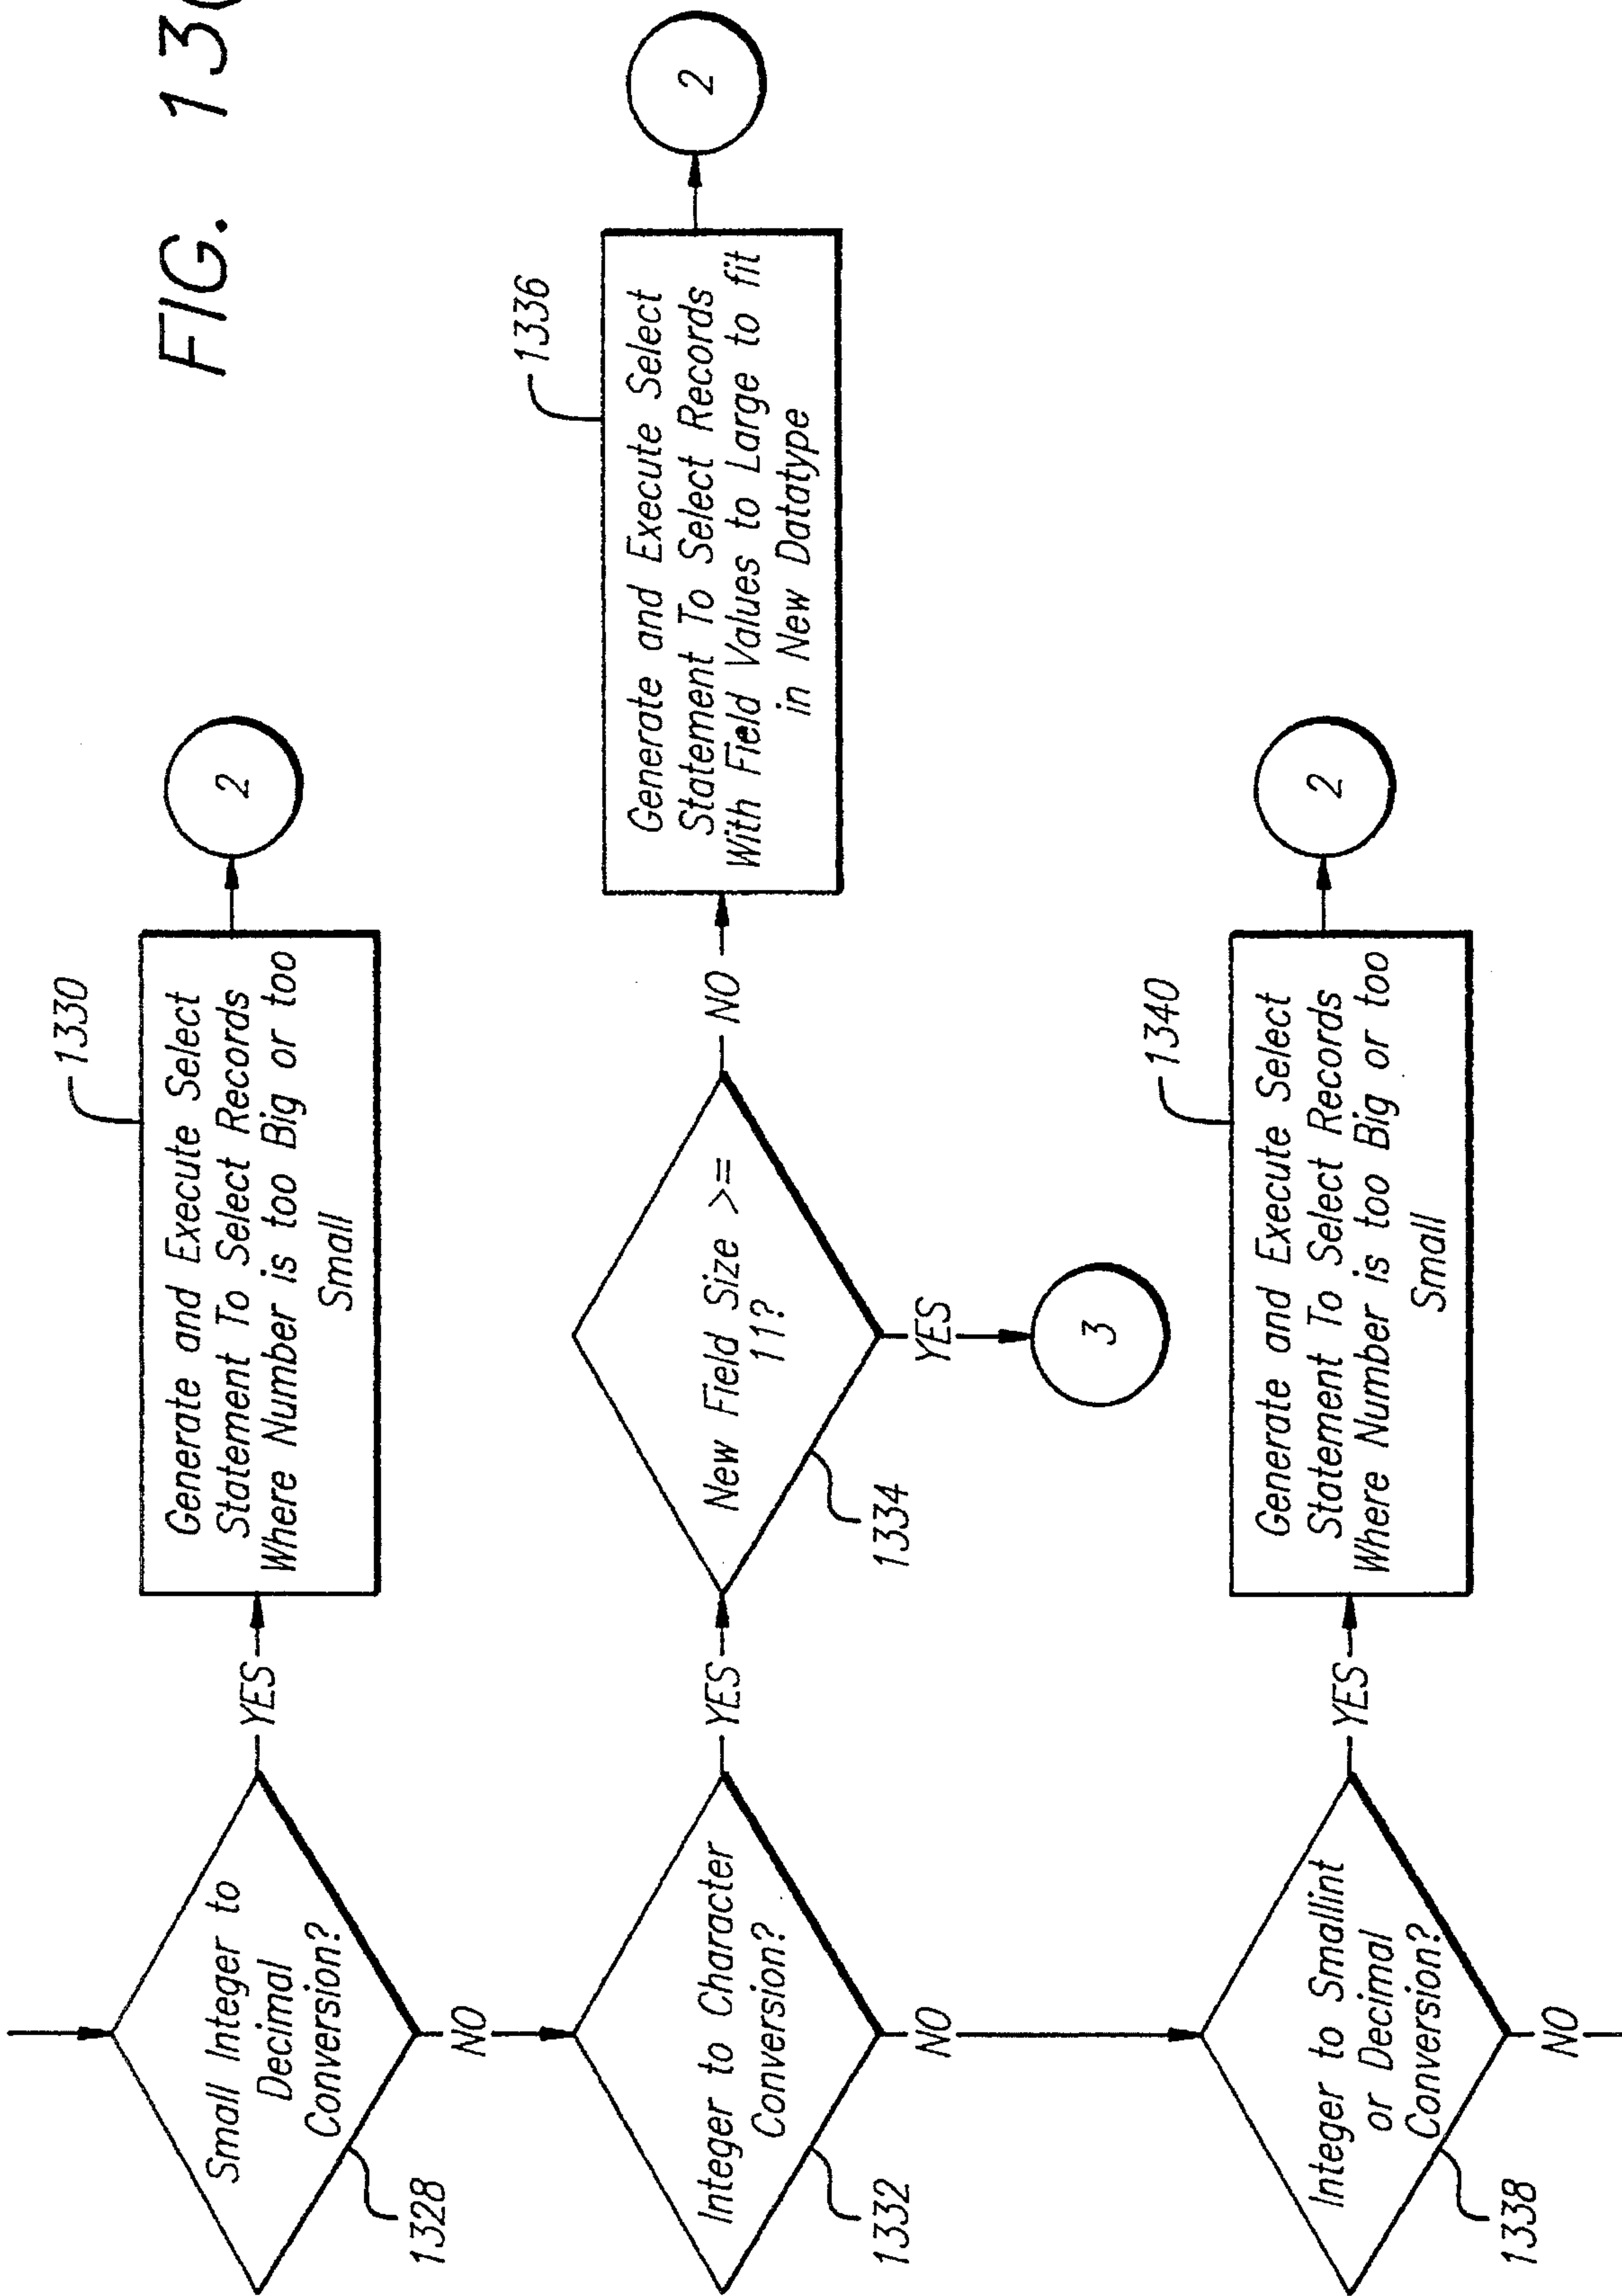 FIG. 13(
1330
Small Integer to
Decimal
Conversion?
1328
YES
Generate and Execute Select
Statement To Select Records
Where Number is too Big or too
Small
2
NO
Integer to Character
Conversion?
1332
YES
New Field Size >=
11?
1334
NO
1336
Generate and Execute Select
Statement To Select Records
With Field Values to Large to fit
in New Datatype
2
YES
3
NO
Integer to Smallint
or Decimal
Conversion?
1338
YES
1340
Generate and Execute Select
Statement To Select Records
Where Number is too Big or too
Small
2
NO